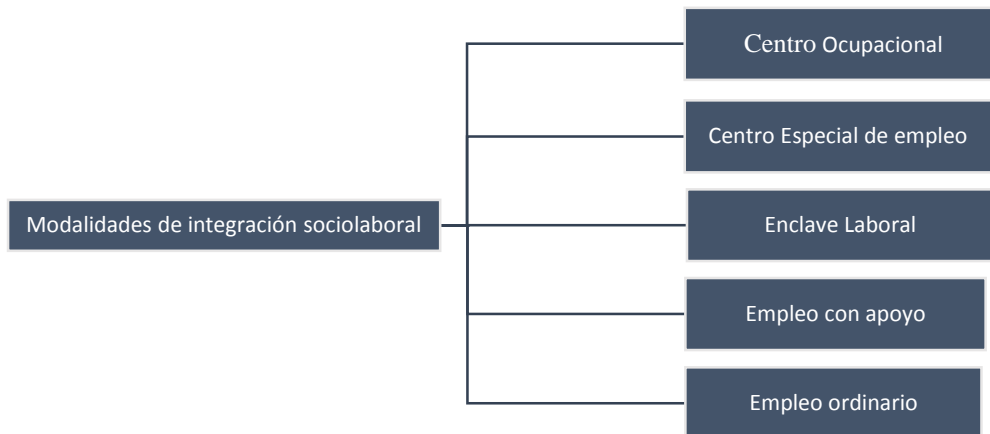 Modalidades de integración sociolaboral
Centro Ocupacional
Centro Especial de empleo
Enclave Laboral
Empleo con apoyo
Empleo ordinario